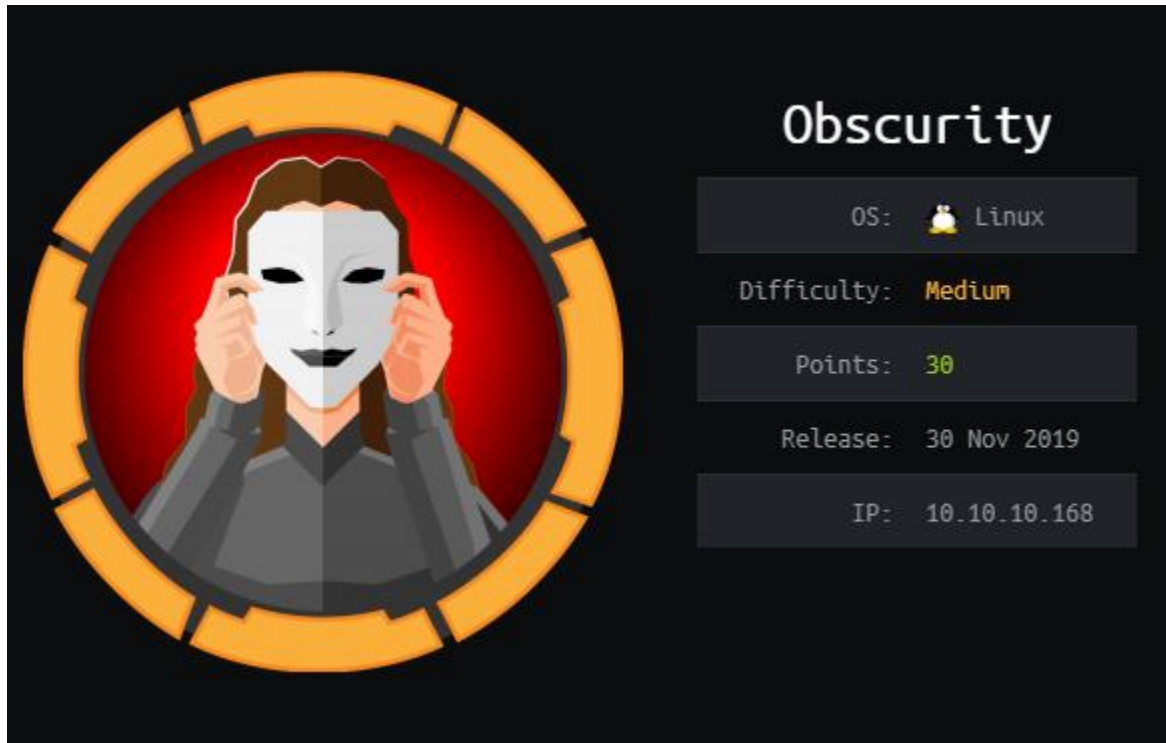 Obscurity
OS: Linux
Difficulty: Medium
Points: 30
Release: 30 Nov 2019
IP: 10.10.10.168